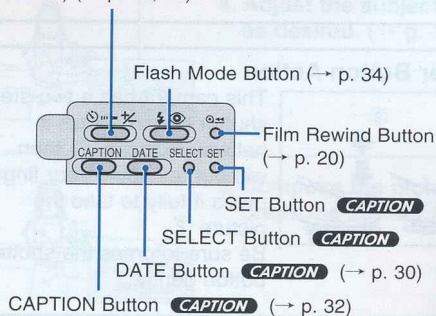 Flash Mode Button (→ p. 34)
Film Rewind Button
(→ p. 20)
CAPTION DATE SELECT SET
SET Button CAPTION
SELECT Button CAPTION
DATE Button CAPTION (→ p. 30)
CAPTION Button CAPTION (→ p. 32)